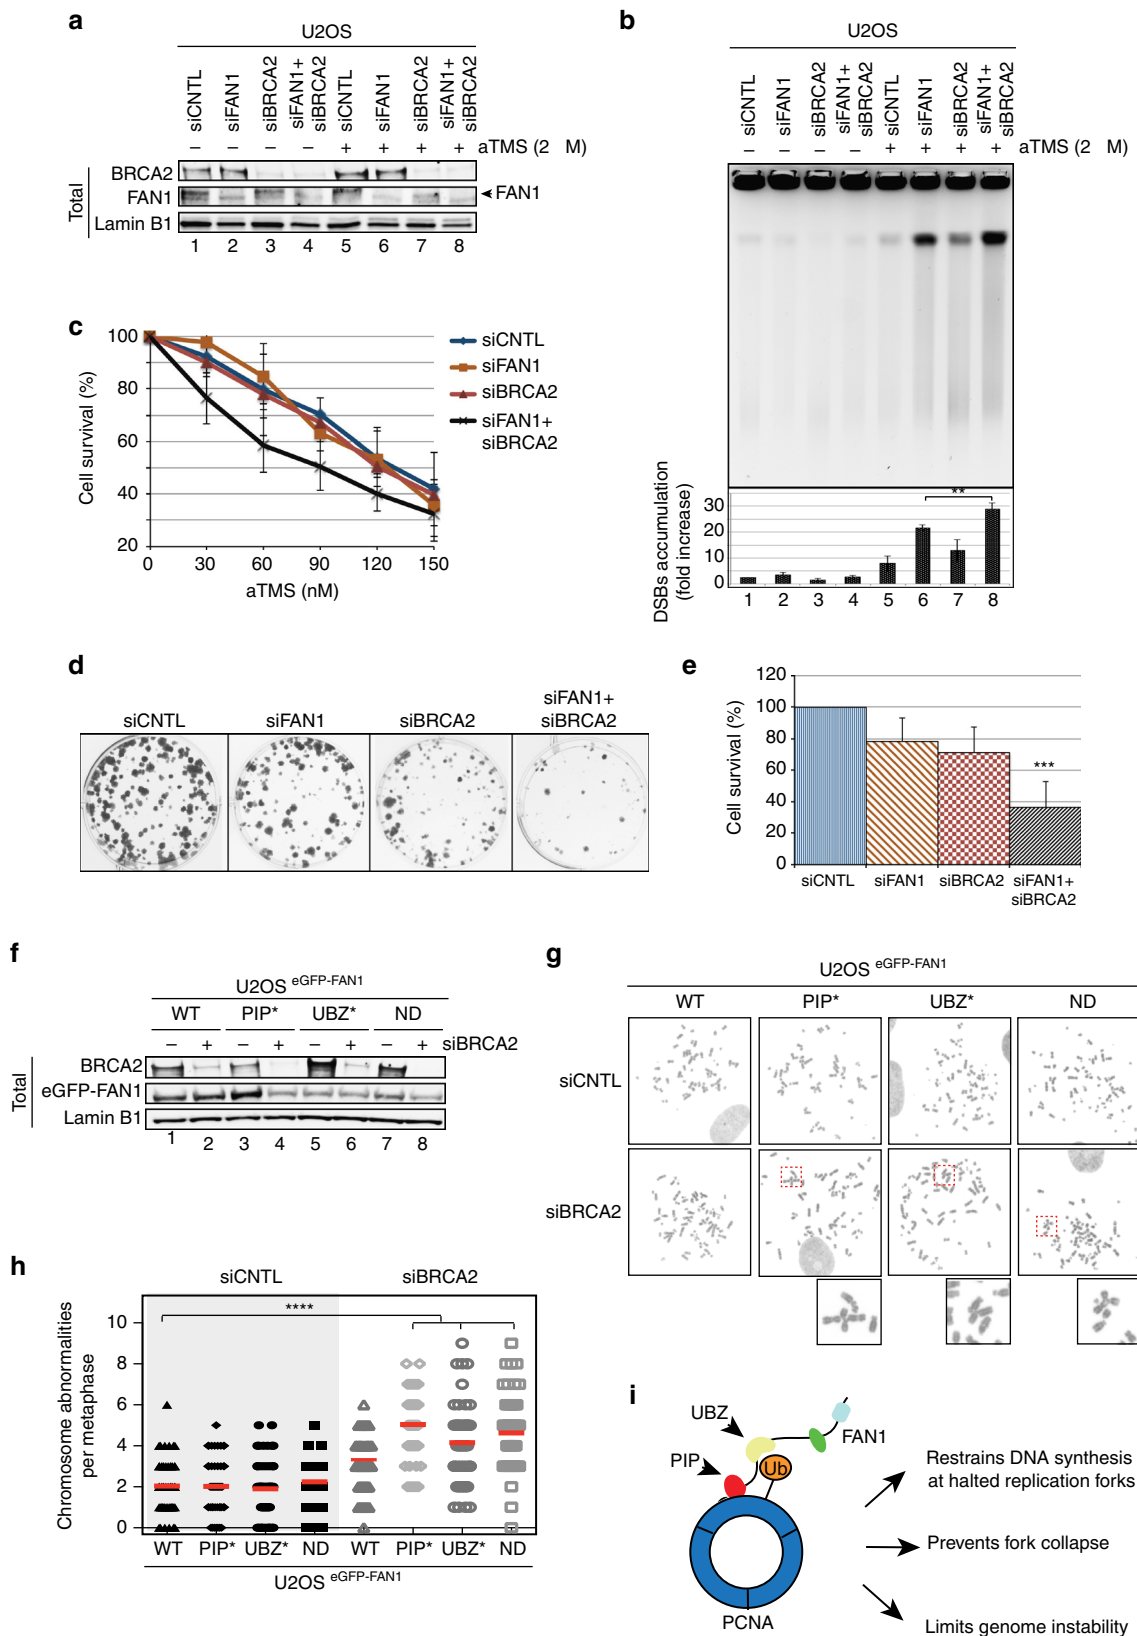 a
U2OS
siCNTL
siFAN1
siBRCA2
siFAN1+
siBRCA2
siCNTL
siFAN1
siBRCA2
siFAN1+
siBRCA2
– – – – + + + + aTMS (2 M)
Total
BRCA2
FAN1
FAN1
Lamin B1
1 2 3 4 5 6 7 8
b
U2OS
siCNTL
siFAN1
siBRCA2
siFAN1+
siBRCA2
siCNTL
siFAN1
siBRCA2
siFAN1+
siBRCA2
– – – – + + + + aTMS (2 M)
DSBs accumulation
(fold increase)
30
20
10
0
**
1 2 3 4 5 6 7 8
c
Cell survival (%)
100
80
60
40
20
0 30 60 90 120 150
aTMS (nM)
siCNTL
siFAN1
siBRCA2
siFAN1+
siBRCA2
d
siCNTL siFAN1 siBRCA2 siFAN1+
siBRCA2
e
Cell survival (%)
120
100
80
60
40
20
0
***
siCNTL siFAN1 siBRCA2 siFAN1+
siBRCA2
f
U2OS eGFP-FAN1
WT PIP* UBZ* ND
– + – + – + – + siBRCA2
Total
BRCA2
eGFP-FAN1
Lamin B1
1 2 3 4 5 6 7 8
g
U2OS eGFP-FAN1
WT PIP* UBZ* ND
siCNTL
siBRCA2
h
siCNTL siBRCA2
Chromosome abnormalities
per metaphase
10
8
6
4
2
0
****
WT PIP* UBZ* ND WT PIP* UBZ* ND
U2OS eGFP-FAN1
i
UBZ
PIP
Ub
FAN1
PCNA
Restrains DNA synthesis
at halted replication forks
Prevents fork collapse
Limits genome instability